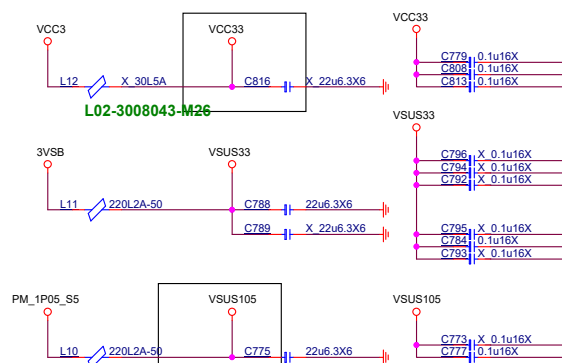 VCC3 VCC33 VCC33
C779 0.1u16X
C808 0.1u16X
L12 X_30L5A C816 X_22u6.3X6 C813 0.1u16X
L02-3008043-M26
3VSB VSUS33 VSUS33
C796 X_0.1u16X
C794 X_0.1u16X
C792 X_0.1u16X
L11 220L2A-50 C788 22u6.3X6
C789 X_22u6.3X6 C795 X_0.1u16X
C784 0.1u16X
C793 X_0.1u16X
PM_1P05_S5 VSUS105 VSUS105
C773 X_0.1u16X
L10 220L2A-50 C775 22u6.3X6 C777 0.1u16X